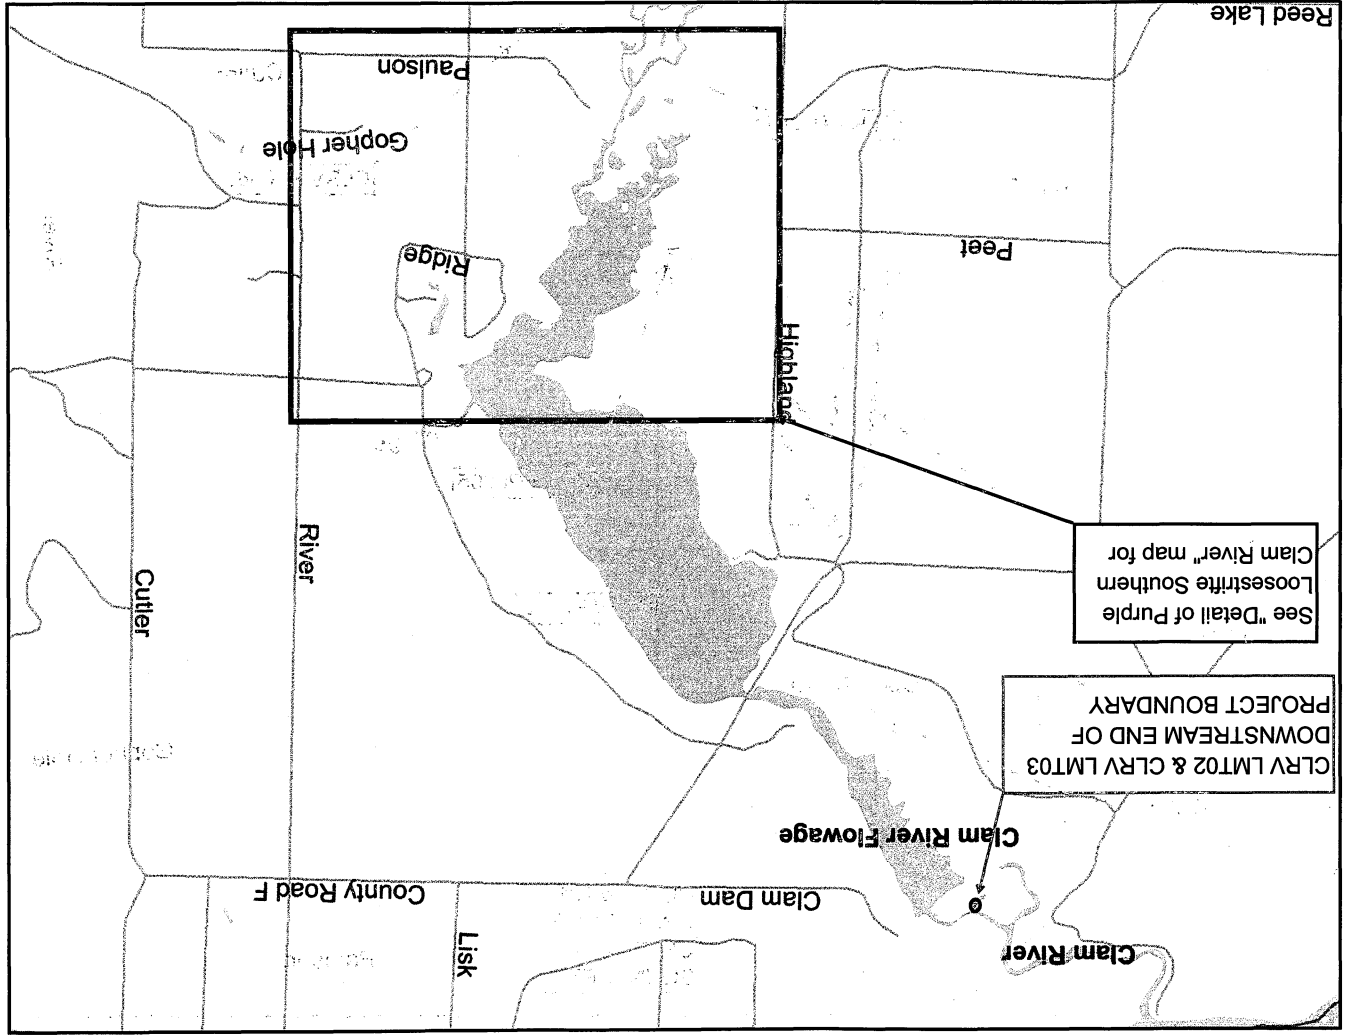 Clam River
Lisk
Clam Dam
County Road F
Clam River Flowage
CLRV LMT02 & CLRV LMT03
DOWNSTREAM END OF
PROJECT BOUNDARY
See "Detail of Purple
Loosestrifte Southern
Clam River" map for
Cutler
River
Highland
Ridge
Peet
Gopher Hole
Paulson
Reed Lake